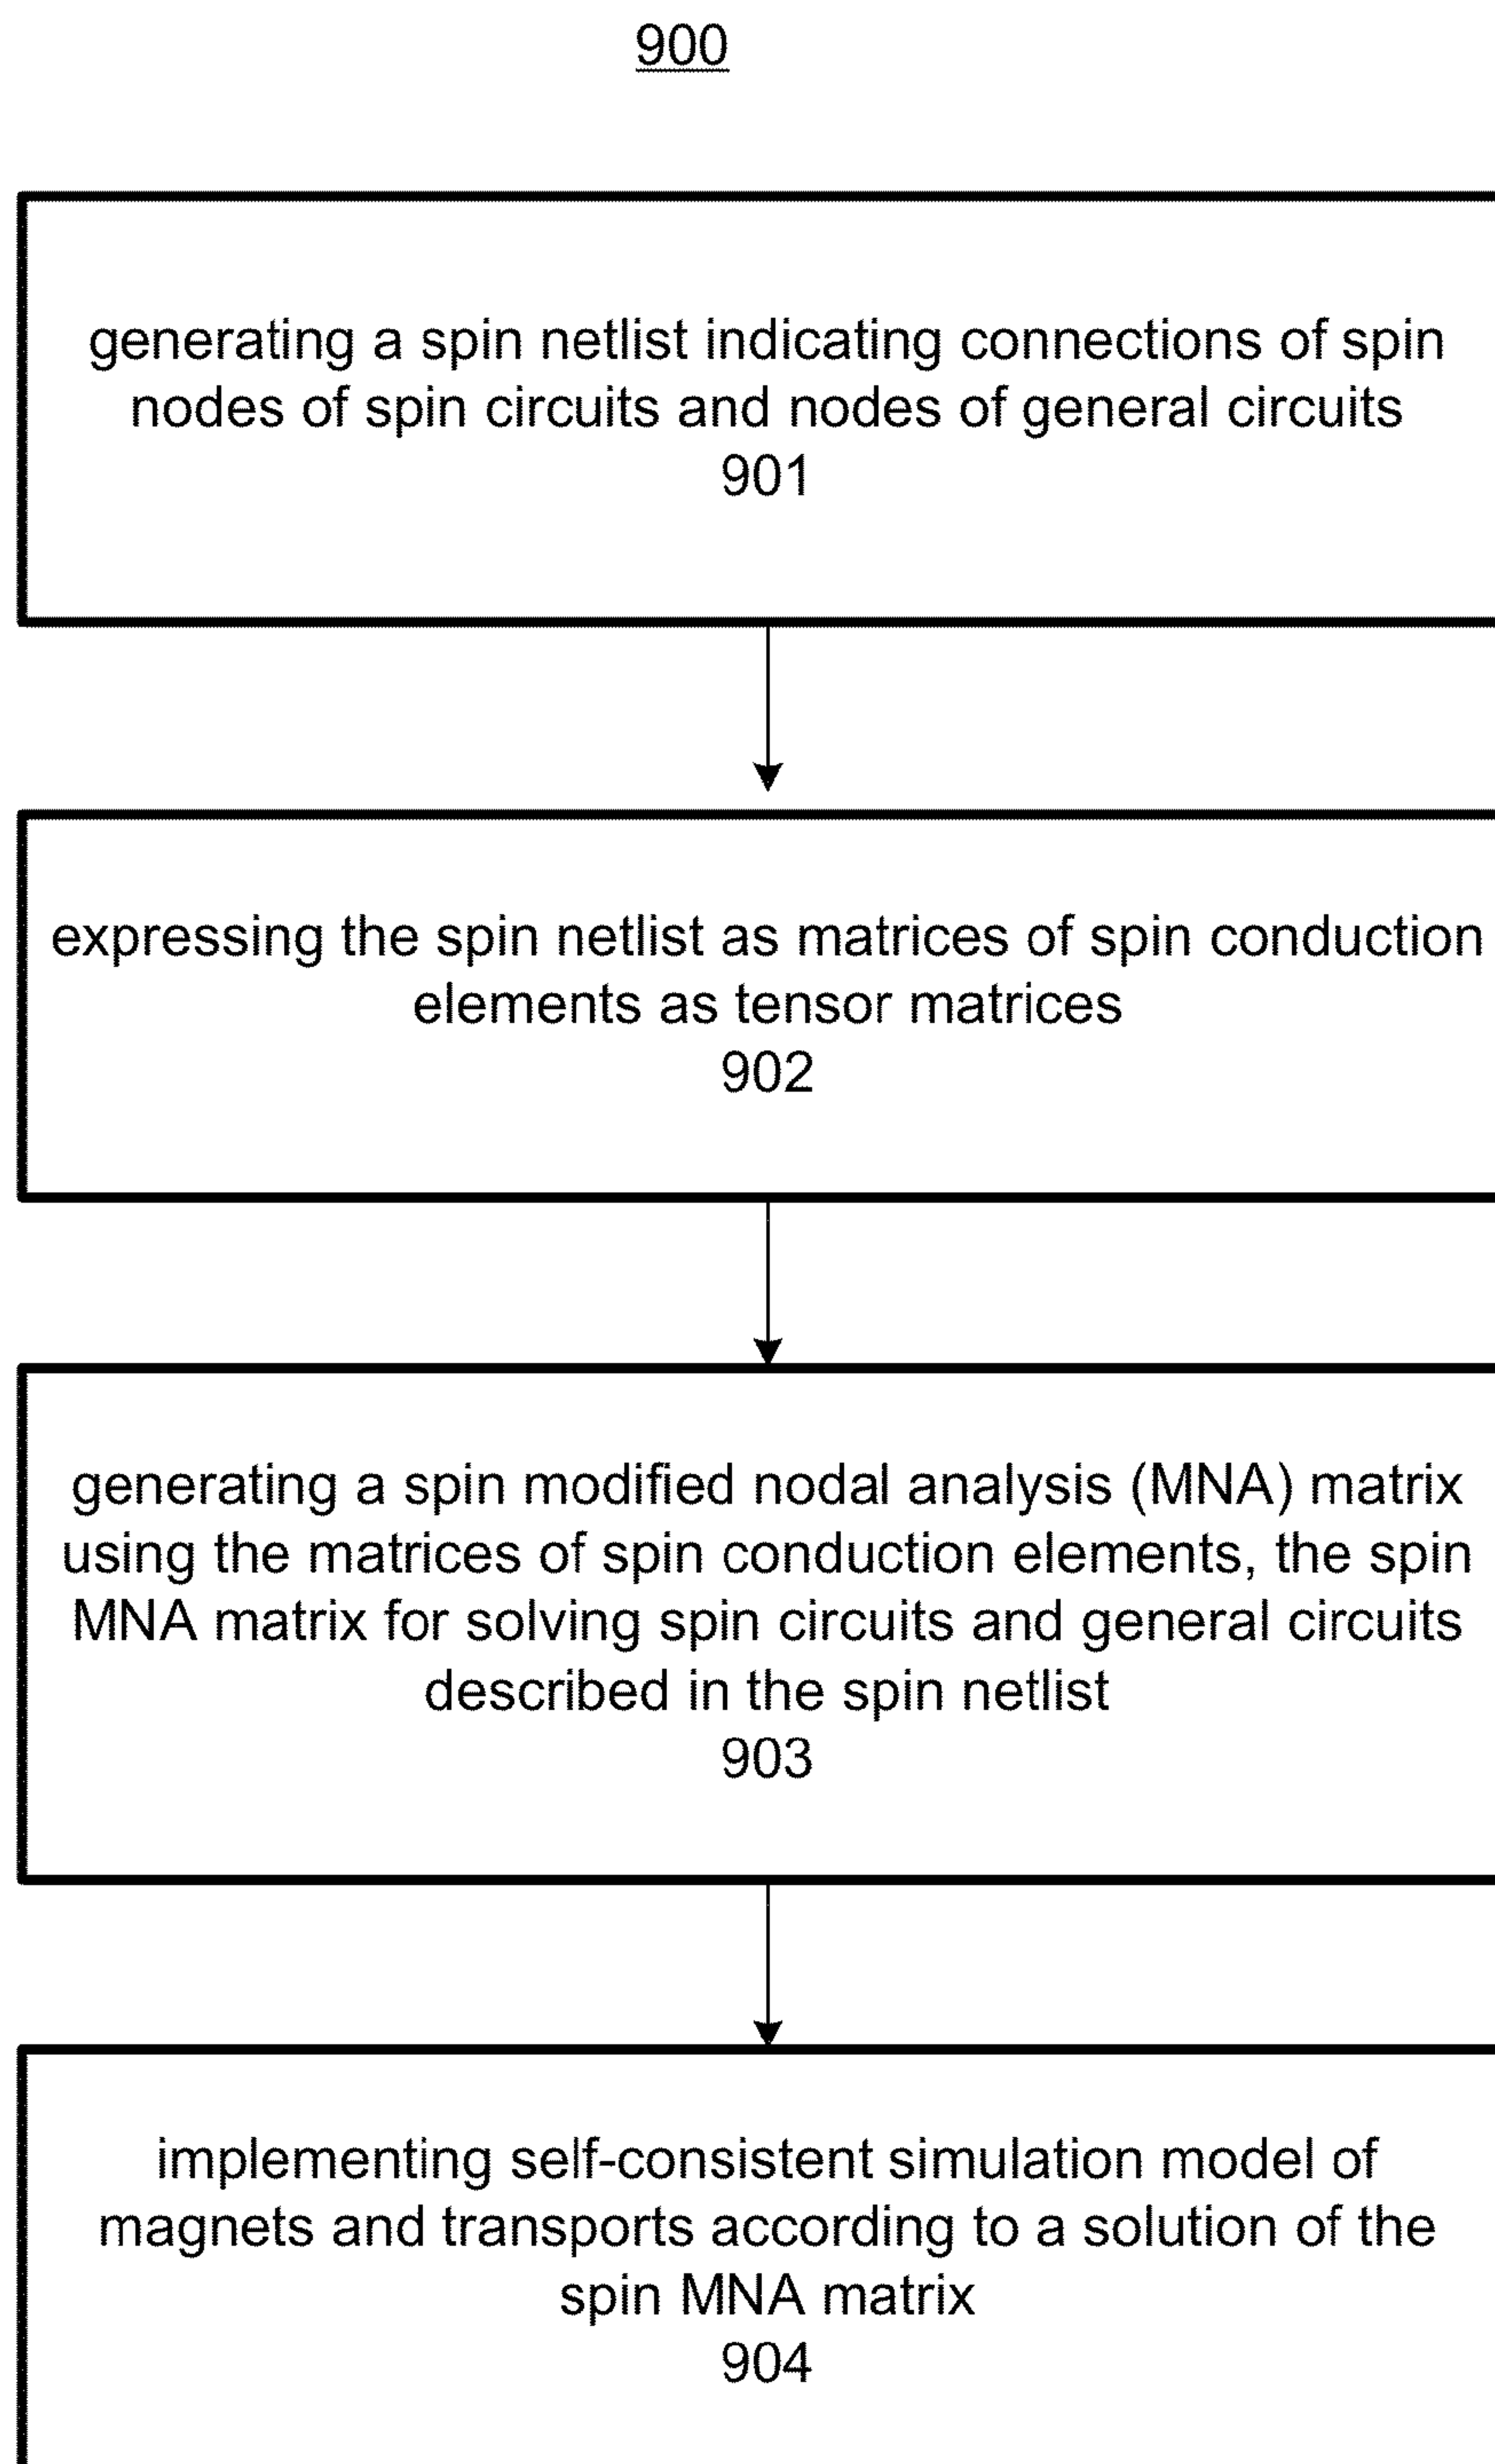 900
generating a spin netlist indicating connections of spin
nodes of spin circuits and nodes of general circuits
901
expressing the spin netlist as matrices of spin conduction
elements as tensor matrices
902
generating a spin modified nodal analysis (MNA) matrix
using the matrices of spin conduction elements, the spin
MNA matrix for solving spin circuits and general circuits
described in the spin netlist
903
implementing self-consistent simulation model of
magnets and transports according to a solution of the
spin MNA matrix
904